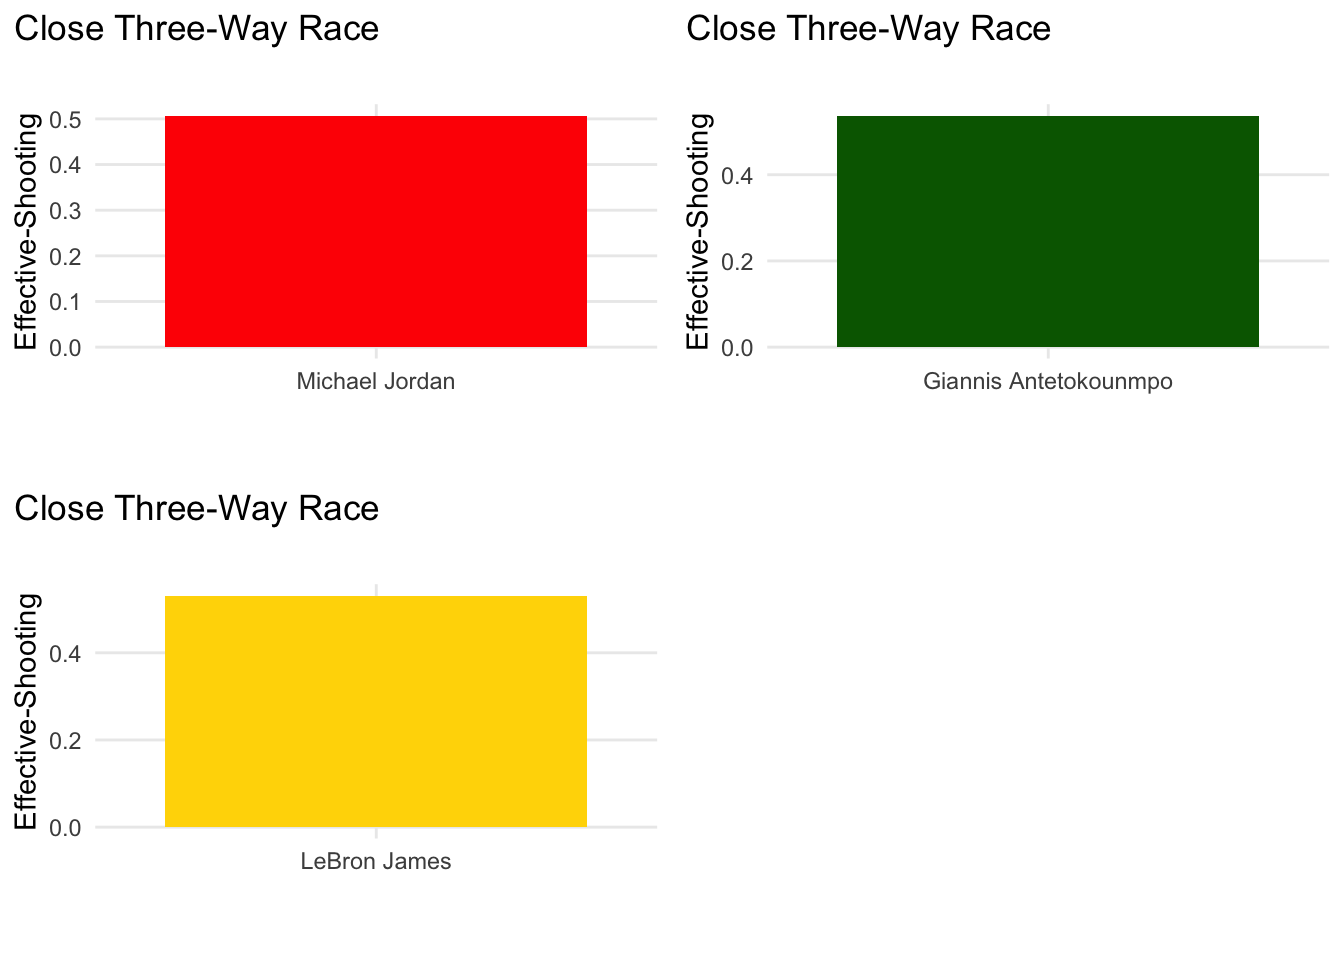 Close Three-Way Race
Effective-Shooting
0.5
0.4
0.3
0.2
0.1
0.0
Michael Jordan
Close Three-Way Race
Effective-Shooting
0.4
0.2
0.0
Giannis Antetokounmpo
Close Three-Way Race
Effective-Shooting
0.4
0.2
0.0
LeBron James